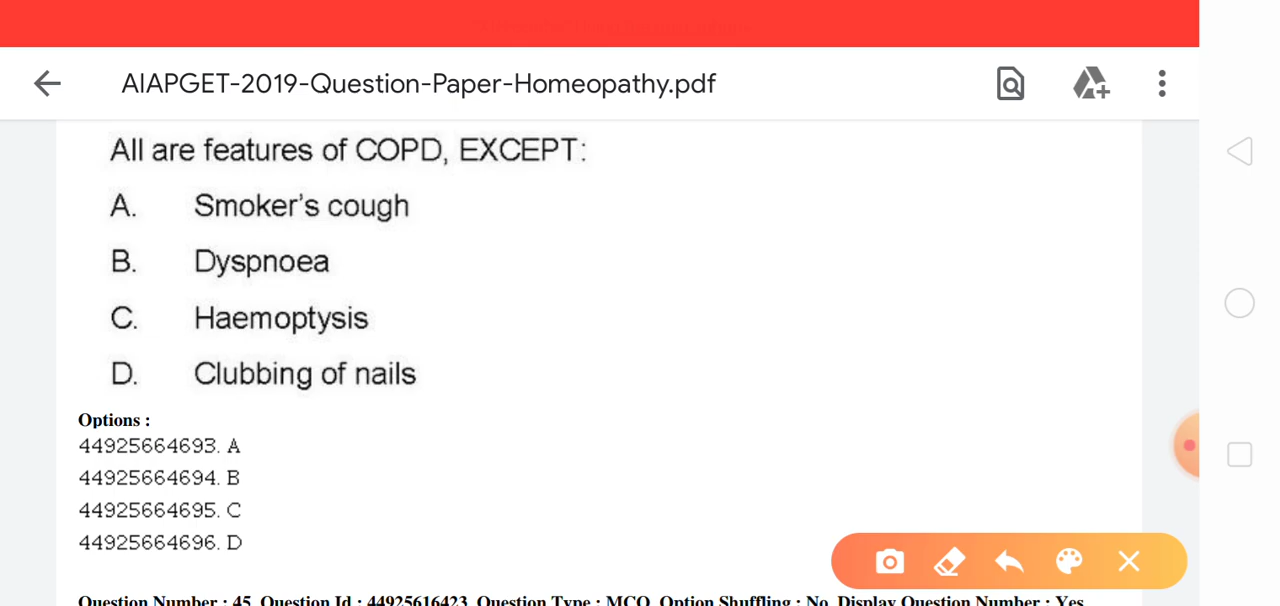 AIAPGET-2019-Question-Paper-Homeopathy.pdf
All are features of COPD, EXCEPT:
A. Smoker's cough
B. Dyspnoea
C. Haemoptysis
D. Clubbing of nails
Options :
44925664693. A
44925664694. B
44925664695. C
44925664696. D
Question Number : 45 Question Id : 44925616423 Question Type : MCQ Option Shuffling : No Display Question Number : Yes